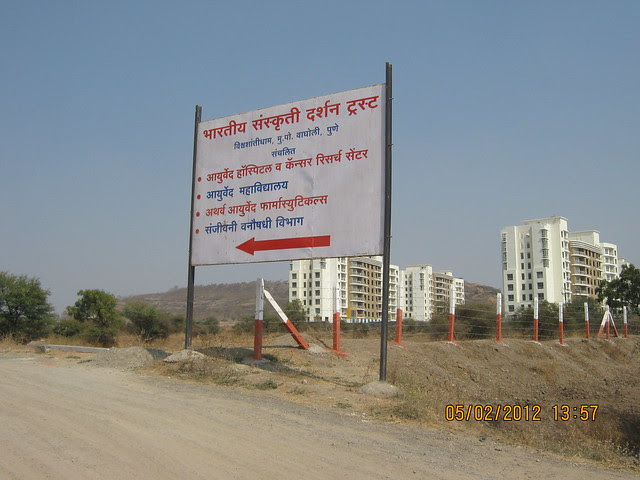 भारतीय संस्कृती दर्शन ट्रस्ट
विश्वशांतीधाम, मु.पो. वाघोली, पुणे
संचलित
• आयुर्वेद हॉस्पिटल व कॅन्सर रिसर्च सेंटर
• आयुर्वेद महाविद्यालय
• अथर्व आयुर्वेद फार्मास्युटिकल्स
• संजीवनी वनौषधी विभाग
05/02/2012 13:57